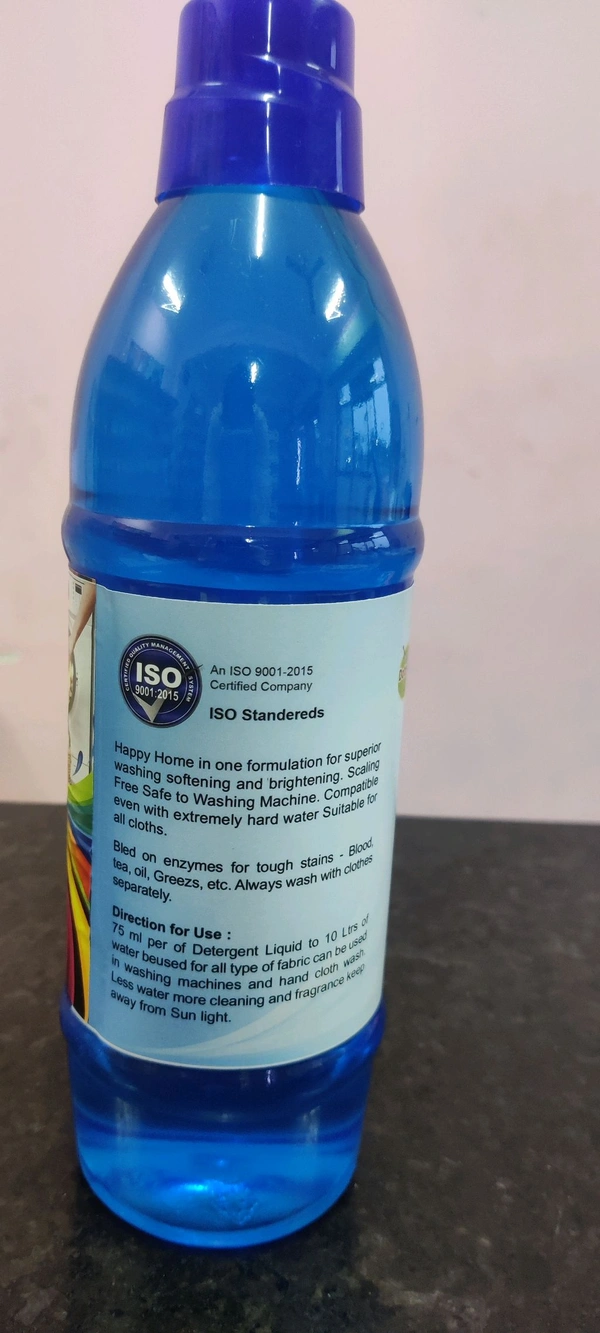 CERTIFIED QUALITY MANAGEMENT SYSTEM
ISO
9001:2015
An ISO 9001-2015
Certified Company
ISO Standereds
Happy Home in one formulation for superior
washing softening and brightening. Scaling
Free Safe to Washing Machine. Compatible
even with extremely hard water Suitable for
all cloths.
Bled on enzymes for tough stains - Blood,
tea, oil, Greezs, etc. Always wash with clothes
separately.
Direction for Use :
75 ml per of Detergent Liquid to 10 Ltrs of
water beused for all type of fabric can be used
in washing machines and hand cloth wash.
Less water more cleaning and fragrance keep
away from Sun light.